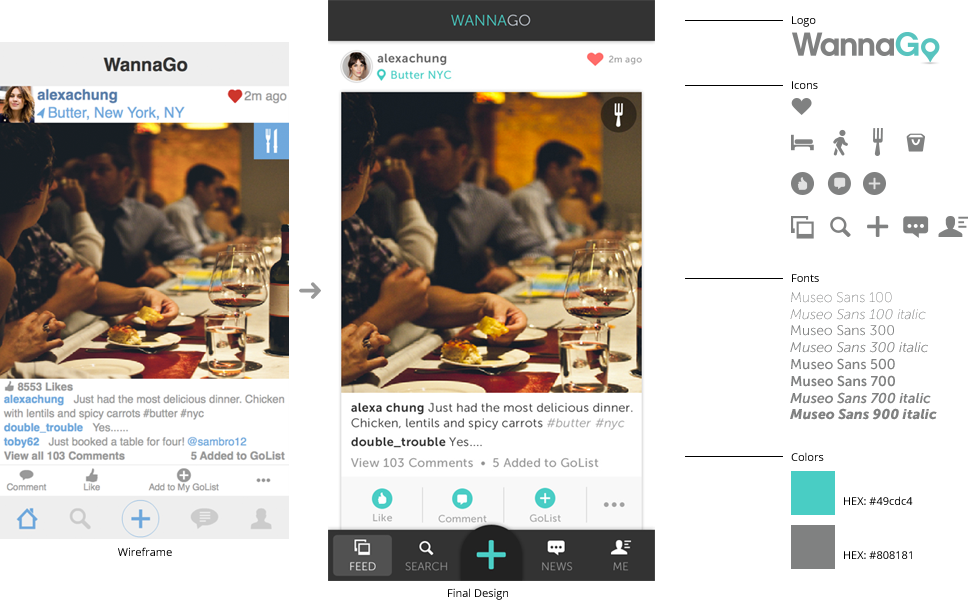 WannaGo
alexachung
2m ago
Butter, New York, NY
8553 Likes
alexachung Just had the most delicious dinner. Chicken
with lentils and spicy carrots #butter #nyc
double_trouble Yes......
toby62 Just booked a table for four! @sambro12
View all 103 Comments 5 Added to GoList
Comment Like Add to My GoList
Wireframe
WANNAGO
alexachung
2m ago
Butter NYC
alexa chung Just had the most delicious dinner.
Chicken, lentils and spicy carrots #butter #nyc
double_trouble Yes....
View 103 Comments • 5 Added to GoList
Like Comment GoList
FEED SEARCH NEWS ME
Final Design
Logo
WannaGo
Icons
Fonts
Museo Sans 100
Museo Sans 100 italic
Museo Sans 300
Museo Sans 300 italic
Museo Sans 500
Museo Sans 700
Museo Sans 700 italic
Museo Sans 900 italic
Colors
HEX: #49cdc4
HEX: #808181